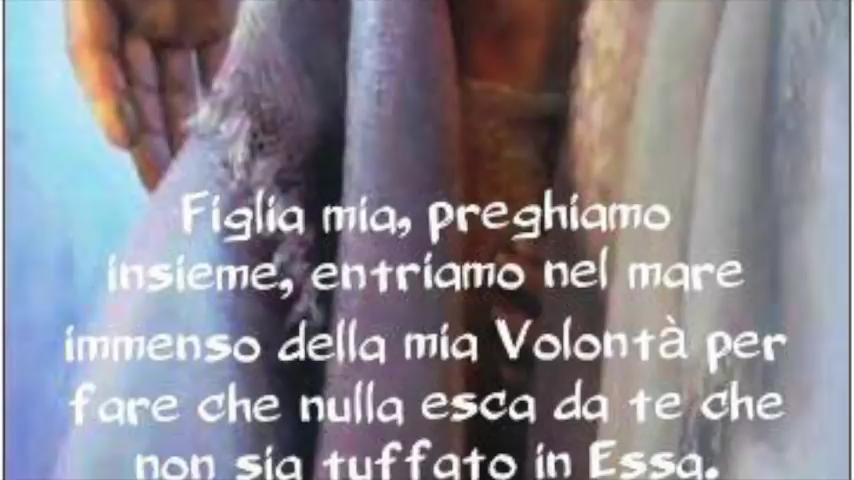 Figlia mia, preghiamo
insieme, entriamo nel mare
immenso della mia Volontà per
fare che nulla esca da te che
non sia tuffato in Essa.